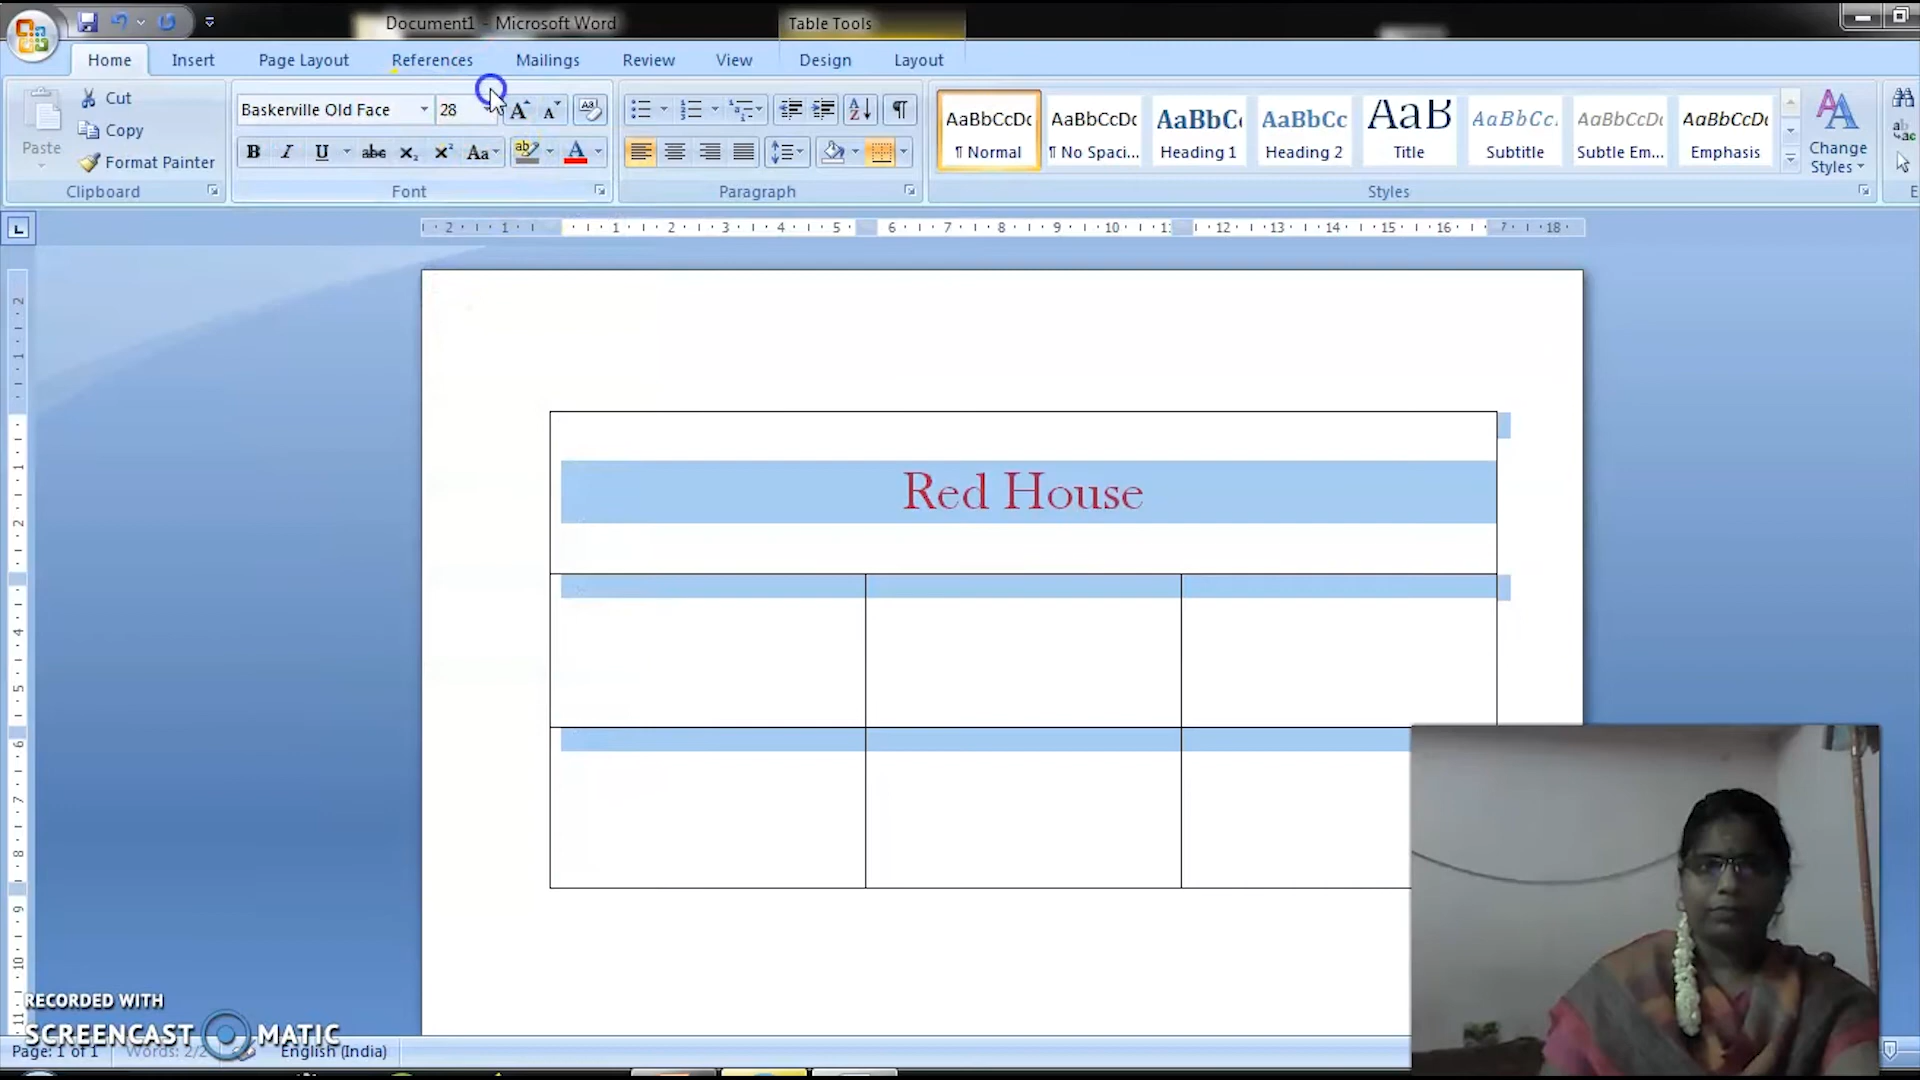 Document1 - Microsoft Word
Table Tools
Home Insert Page Layout References Mailings Review View Design Layout
Paste
Cut
Copy
Format Painter
Clipboard
Baskerville Old Face 28
Font
Paragraph
AaBbCcDc AaBbCcDc AaBbC AaBbCc AaB AaBbCc. AaBbCcDc AaBbCcDc
¶ Normal ¶ No Spaci... Heading 1 Heading 2 Title Subtitle Subtle Em... Emphasis
Change Styles
Styles
Red House
RECORDED WITH
SCREENCAST MATIC
Page: 1 of 1 Words: 2/2 English (India)